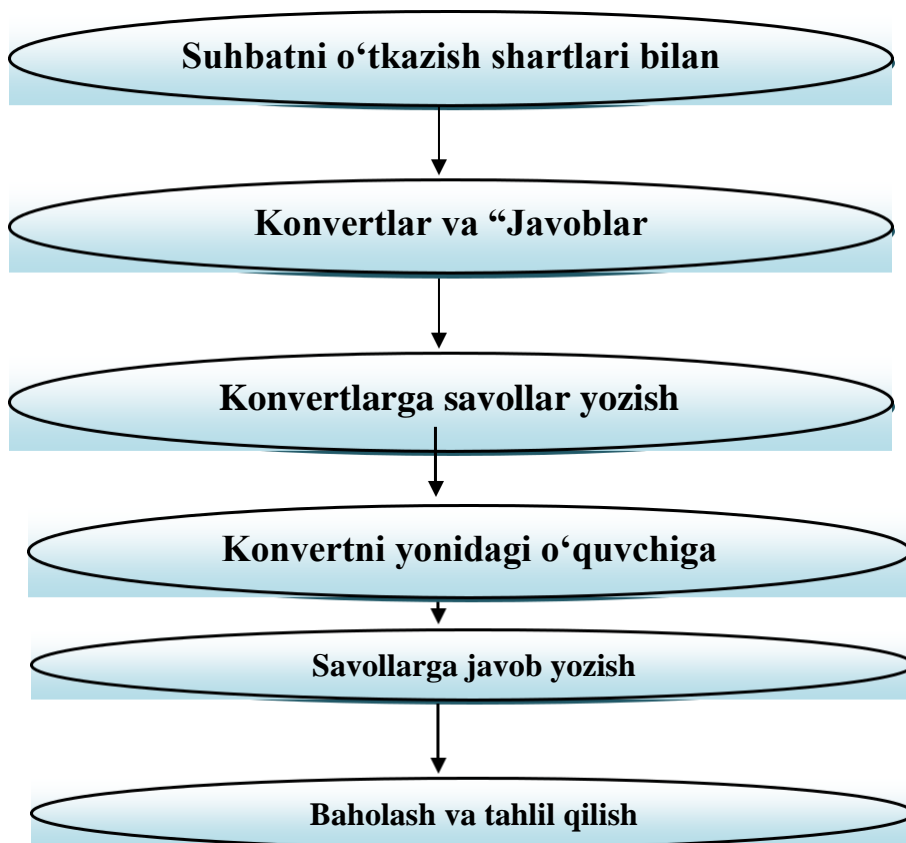 Suhbatni o‘tkazish shartlari bilan
Konvertlar va “Javoblar
Konvertlarga savollar yozish
Konvertni yonidagi o‘quvchiga
Savollarga javob yozish
Baholash va tahlil qilish